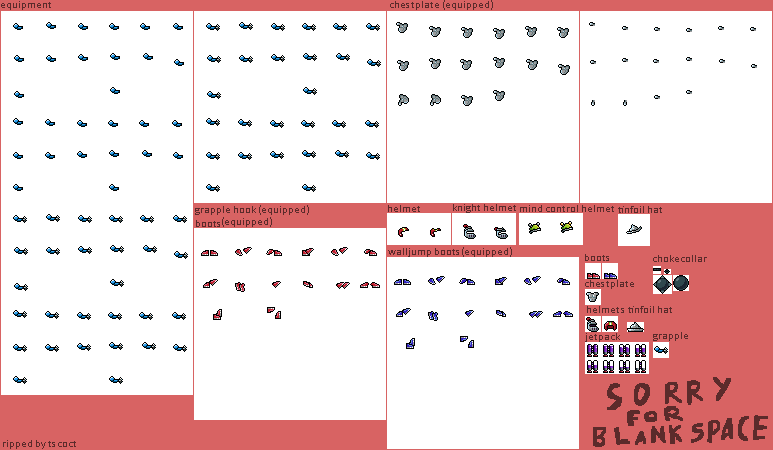 equipment
chestplate (equipped)
grapple hook (equipped)
boots (equipped)
helmet
knight helmet
mind control helmet
tinfoil hat
walljump boots (equipped)
boots
chokecollar
chestplate
helmets
tinfoil hat
jetpack
grapple
SORRY
FOR
BLANK SPACE
ripped by tscact